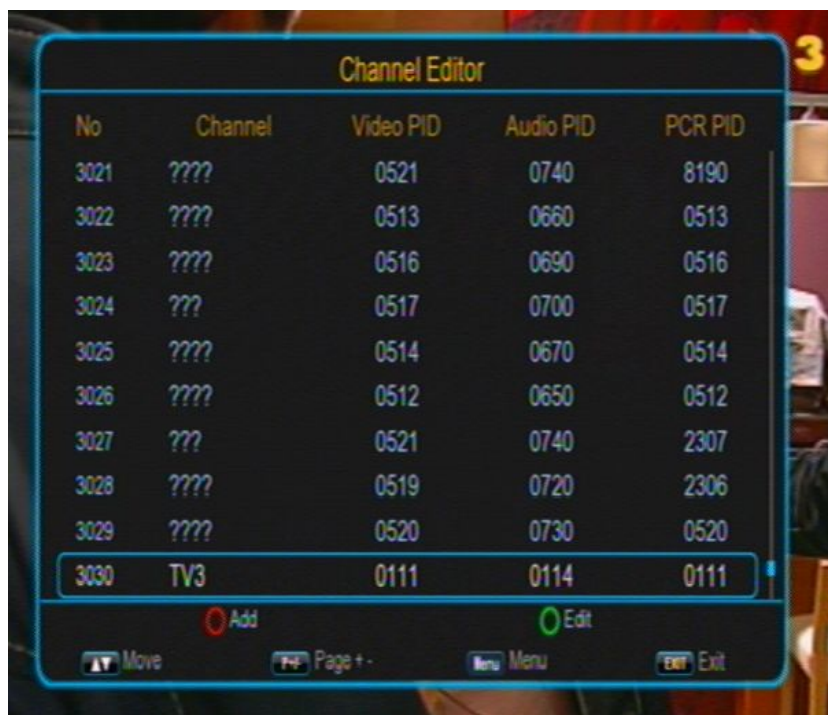 3
Channel Editor
No Channel Video PID Audio PID PCR PID
3021 ???? 0521 0740 8190
3022 ???? 0513 0660 0513
3023 ???? 0516 0690 0516
3024 ??? 0517 0700 0517
3025 ???? 0514 0670 0514
3026 ???? 0512 0650 0512
3027 ??? 0521 0740 2307
3028 ???? 0519 0720 2306
3029 ???? 0520 0730 0520
3030 TV3 0111 0114 0111
Add Edit
▲▼ Move P+/- Page + - Menu Menu EXIT Exit